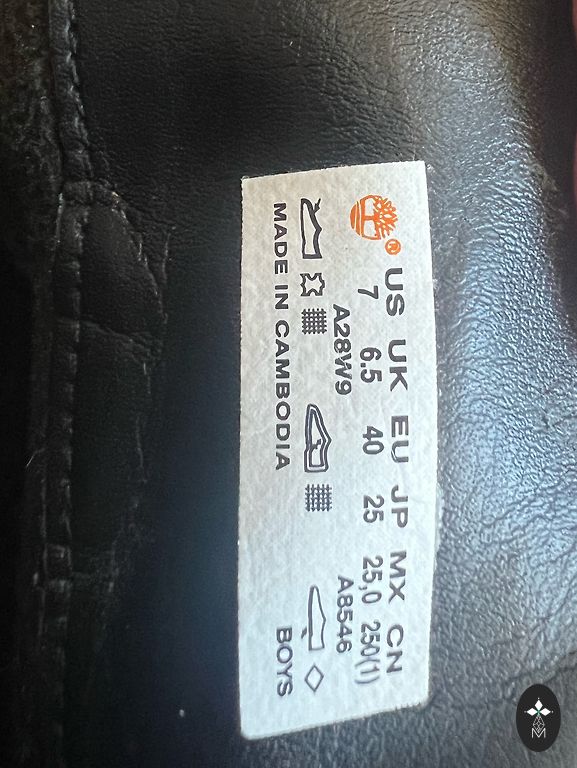 ®
US UK EU JP MX CN
7 6.5 40 25 25,0 250(1)
A28W9 A8546
MADE IN CAMBODIA
BOYS